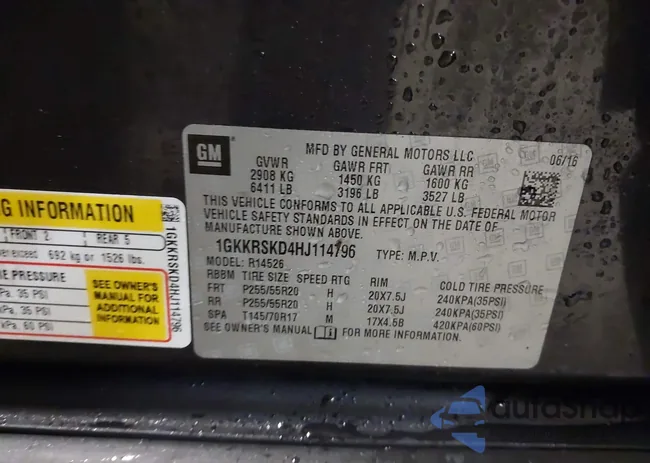 GM
MFD BY GENERAL MOTORS LLC 06/16
GVWR GAWR FRT GAWR RR
2908 KG 1450 KG 1600 KG
6411 LB 3196 LB 3527 LB
THIS VEHICLE CONFORMS TO ALL APPLICABLE U.S. FEDERAL MOTOR
VEHICLE SAFETY STANDARDS IN EFFECT ON THE DATE OF
MANUFACTURE SHOWN ABOVE.
1GKKRSKD4HJ114796 TYPE: M.P.V.
MODEL: R14526
RBBM TIRE SIZE SPEED RTG RIM COLD TIRE PRESSURE
FRT P255/55R20 H 20X7.5J 240KPA(35PSI)
RR P255/55R20 H 20X7.5J 240KPA(35PSI)
SPA T145/70R17 M 17X4.5B 420KPA(60PSI)
SEE OWNER'S MANUAL FOR MORE INFORMATION
INFORMATION
FRONT 2 REAR 5
exceed 692 kg or 1526 lbs.
PRESSURE
35 PSI
35 PSI
60 PSI
SEE OWNER'S
MANUAL FOR
ADDITIONAL
INFORMATION
1GKKRSKD4HJ114796
autoSnap